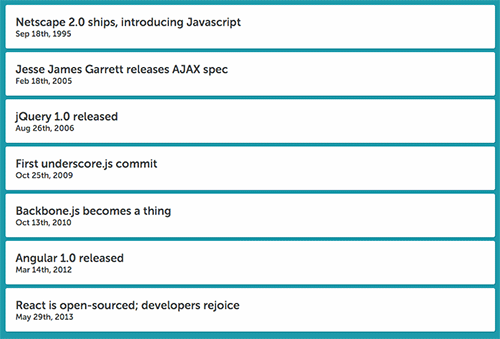 Netscape 2.0 ships, introducing Javascript
Sep 18th, 1995
Jesse James Garrett releases AJAX spec
Feb 18th, 2005
jQuery 1.0 released
Aug 26th, 2006
First underscore.js commit
Oct 25th, 2009
Backbone.js becomes a thing
Oct 13th, 2010
Angular 1.0 released
Mar 14th, 2012
React is open-sourced; developers rejoice
May 29th, 2013